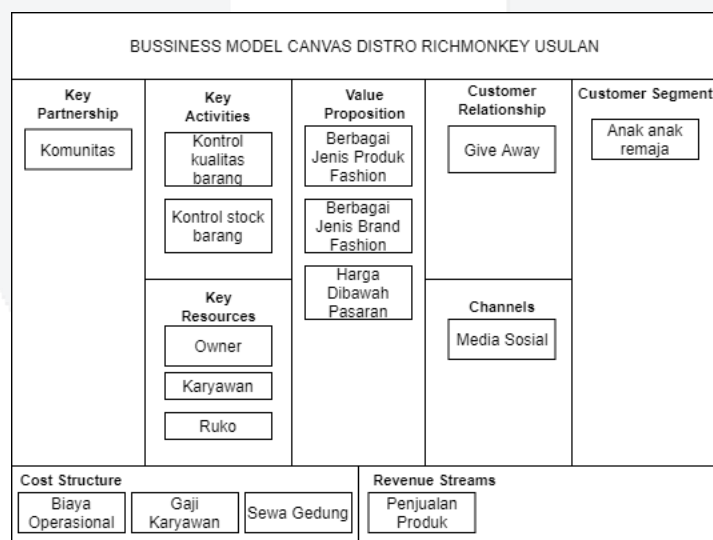 BUSSINESS MODEL CANVAS DISTRO RICHMONKEY USULAN
Key
Partnership
Komunitas
Key
Activities
Kontrol
kualitas
barang
Kontrol stock
barang
Key
Resources
Owner
Karyawan
Ruko
Value
Proposition
Berbagai
Jenis Produk
Fashion
Berbagai
Jenis Brand
Fashion
Harga
Dibawah
Pasaran
Customer
Relationship
Give Away
Channels
Media Sosial
Customer Segment
Anak anak
remaja
Cost Structure
Biaya
Operasional
Gaji
Karyawan
Sewa Gedung
Revenue Streams
Penjualan
Produk